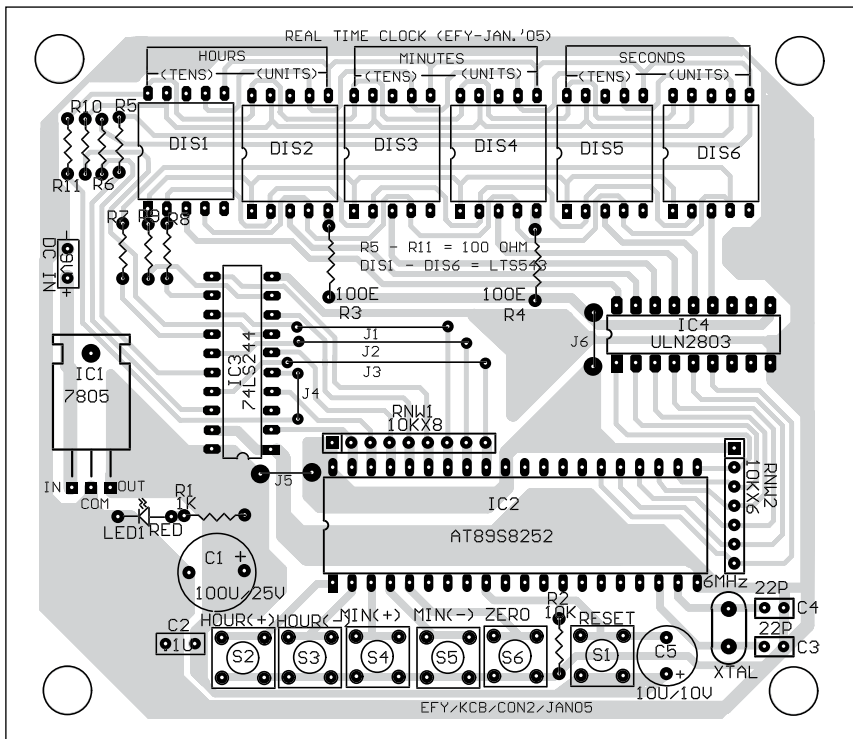 REAL TIME CLOCK (EFY-JAN.'05)
HOURS MINUTES SECONDS
(TENS) (UNITS) (TENS) (UNITS) (TENS) (UNITS)
R10 R5
DIS1 DIS2 DIS3 DIS4 DIS5 DIS6
R11 R6
R7 R9 R8
DC IN
9V
- +
R5 - R11 = 100 OHM
DIS1 - DIS6 = LTS543
100E 100E
R3 R4
J1
J2
J3
J4
J6
IC4
ULN2803
IC3
74LS244
IC1
7805
RNW1
10KX8
IN COM OUT
J5
RNW2
10KX6
R1
1K
LED1 RED
IC2
AT89S8252
C1 +
100U/25V
6MHz
22P C4
22P C3
XTAL
R2
10K
C2
.1U
HOUR(+) HOUR(-) MIN(+) MIN(-) ZERO RESET
S2 S3 S4 S5 S6 S1
C5 +
10U/10V
EFY/KCB/CON2/JAN05